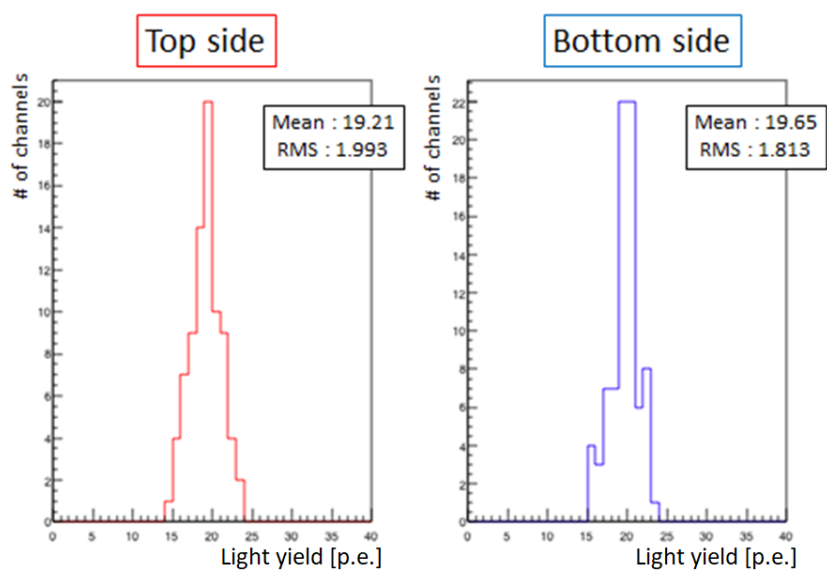 Top side
Bottom side
# of channels
20
18
16
14
12
10
8
6
4
2
0
Mean : 19.21
RMS : 1.993
0 5 10 15 20 25 30 35 40
Light yield [p.e.]
# of channels
22
20
18
16
14
12
10
8
6
4
2
0
Mean : 19.65
RMS : 1.813
0 5 10 15 20 25 30 35 40
Light yield [p.e.]